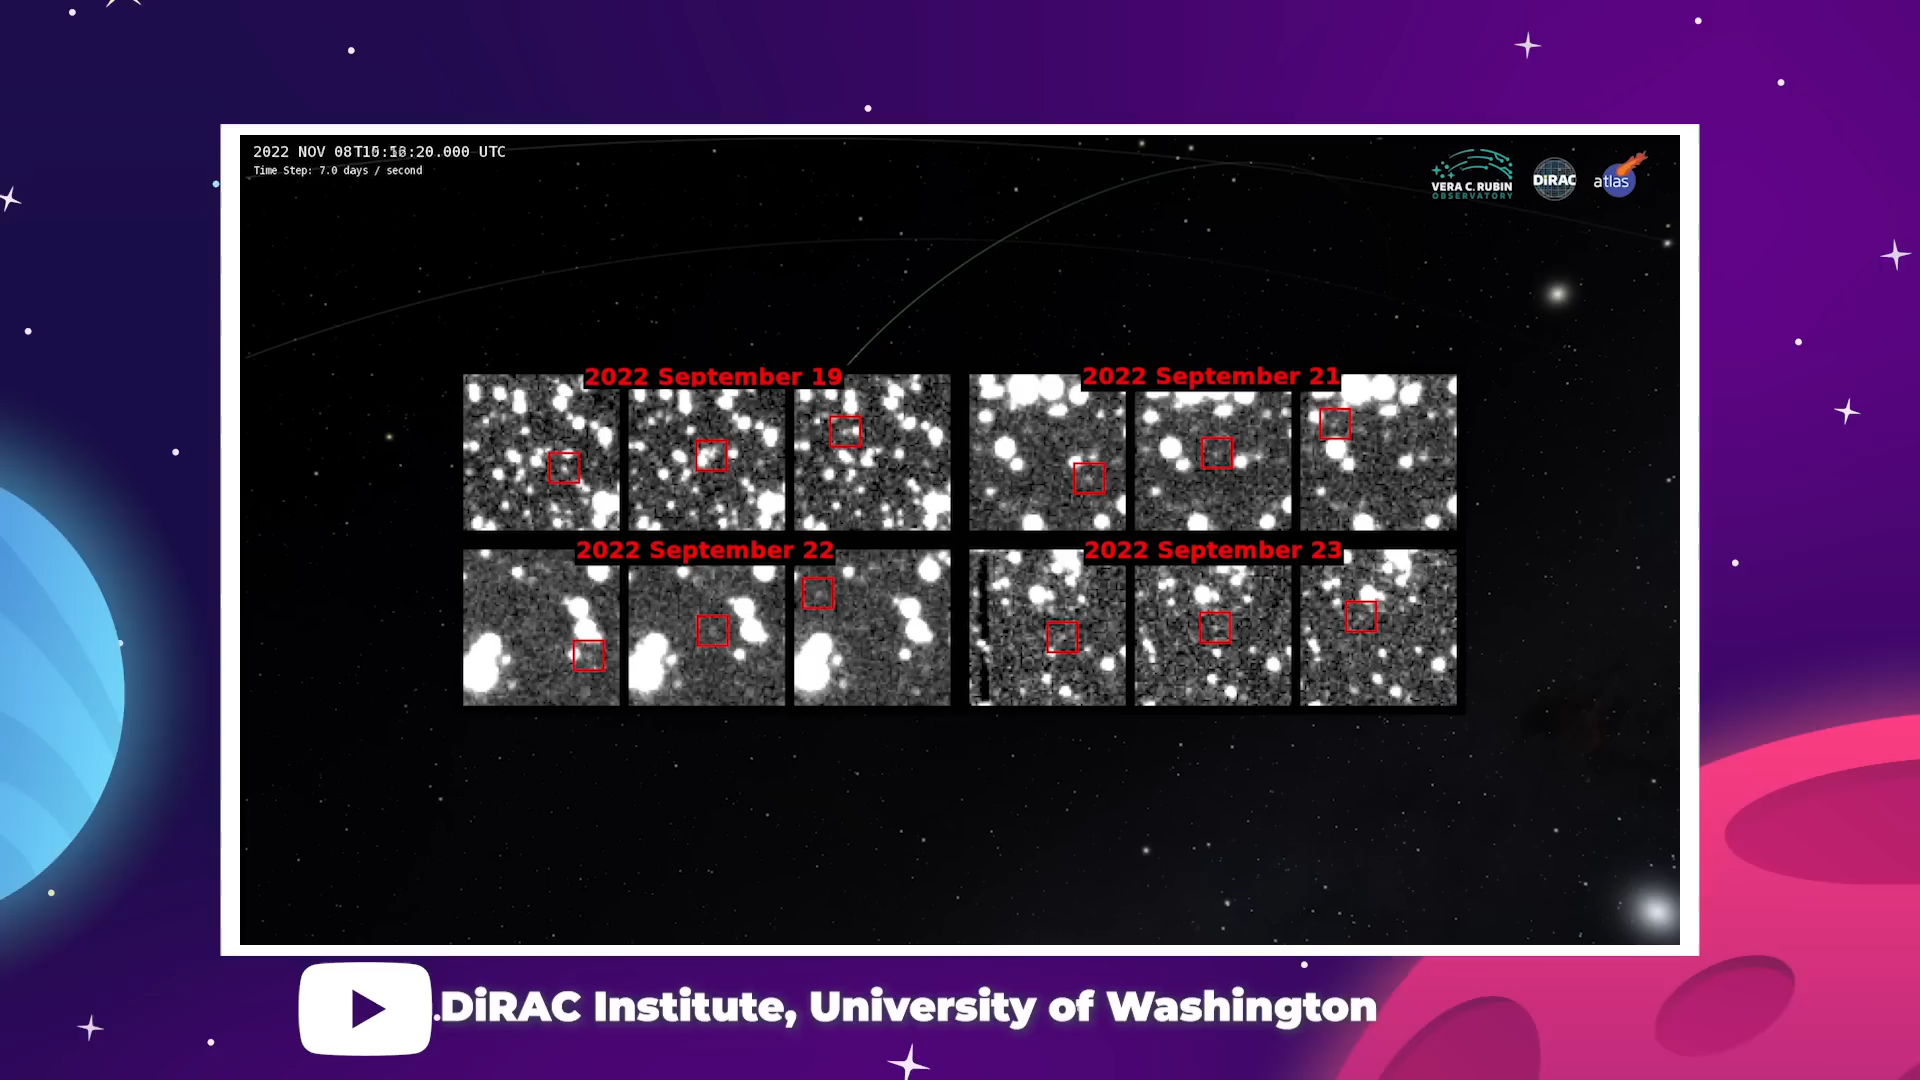 2022 NOV 08T
:20.000 UTC
Time Step: 7.0 days / second
VERA C. RUBIN
OBSERVATORY
DiRAC
atlas
2022 September 19
2022 September 21
2022 September 22
2022 September 23
DiRAC Institute, University of Washington